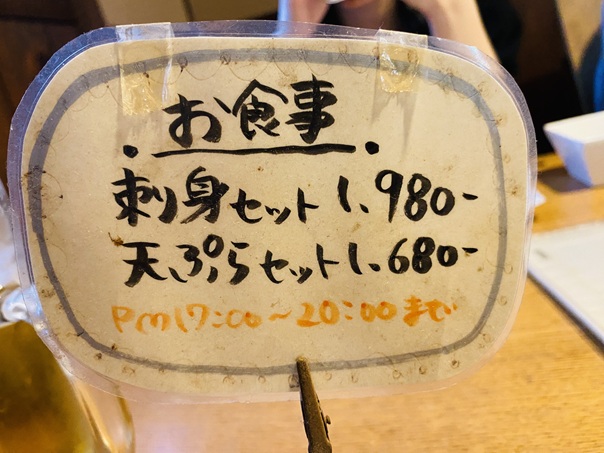 お食事
刺身セット 1,980-
天ぷらセット 1,680-
Pm17:00～20:00まで